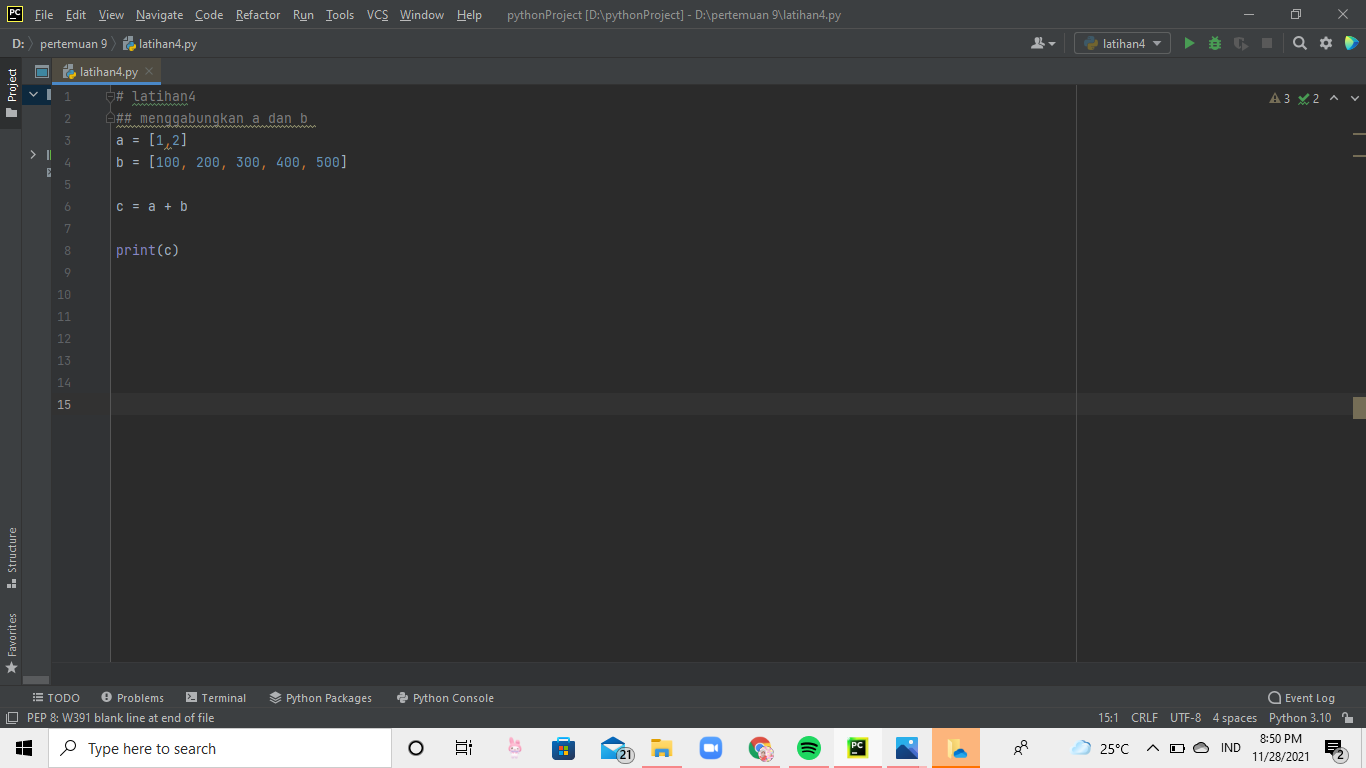 PC File Edit View Navigate Code Refactor Run Tools VCS Window Help pythonProject [D:\pythonProject] - D:\pertemuan 9\latihan4.py
D: pertemuan 9 latihan4.py latihan4
Project latihan4.py
1 # latihan4 3 2
2 ## menggabungkan a dan b
3 a = [1,2]
4 b = [100, 200, 300, 400, 500]
5
6 c = a + b
7
8 print(c)
9
10
11
12
13
14
15
Structure
Favorites
TODO Problems Terminal Python Packages Python Console Event Log
PEP 8: W391 blank line at end of file 15:1 CRLF UTF-8 4 spaces Python 3.10
Type here to search 21 PC 25°C IND 8:50 PM
11/28/2021 2